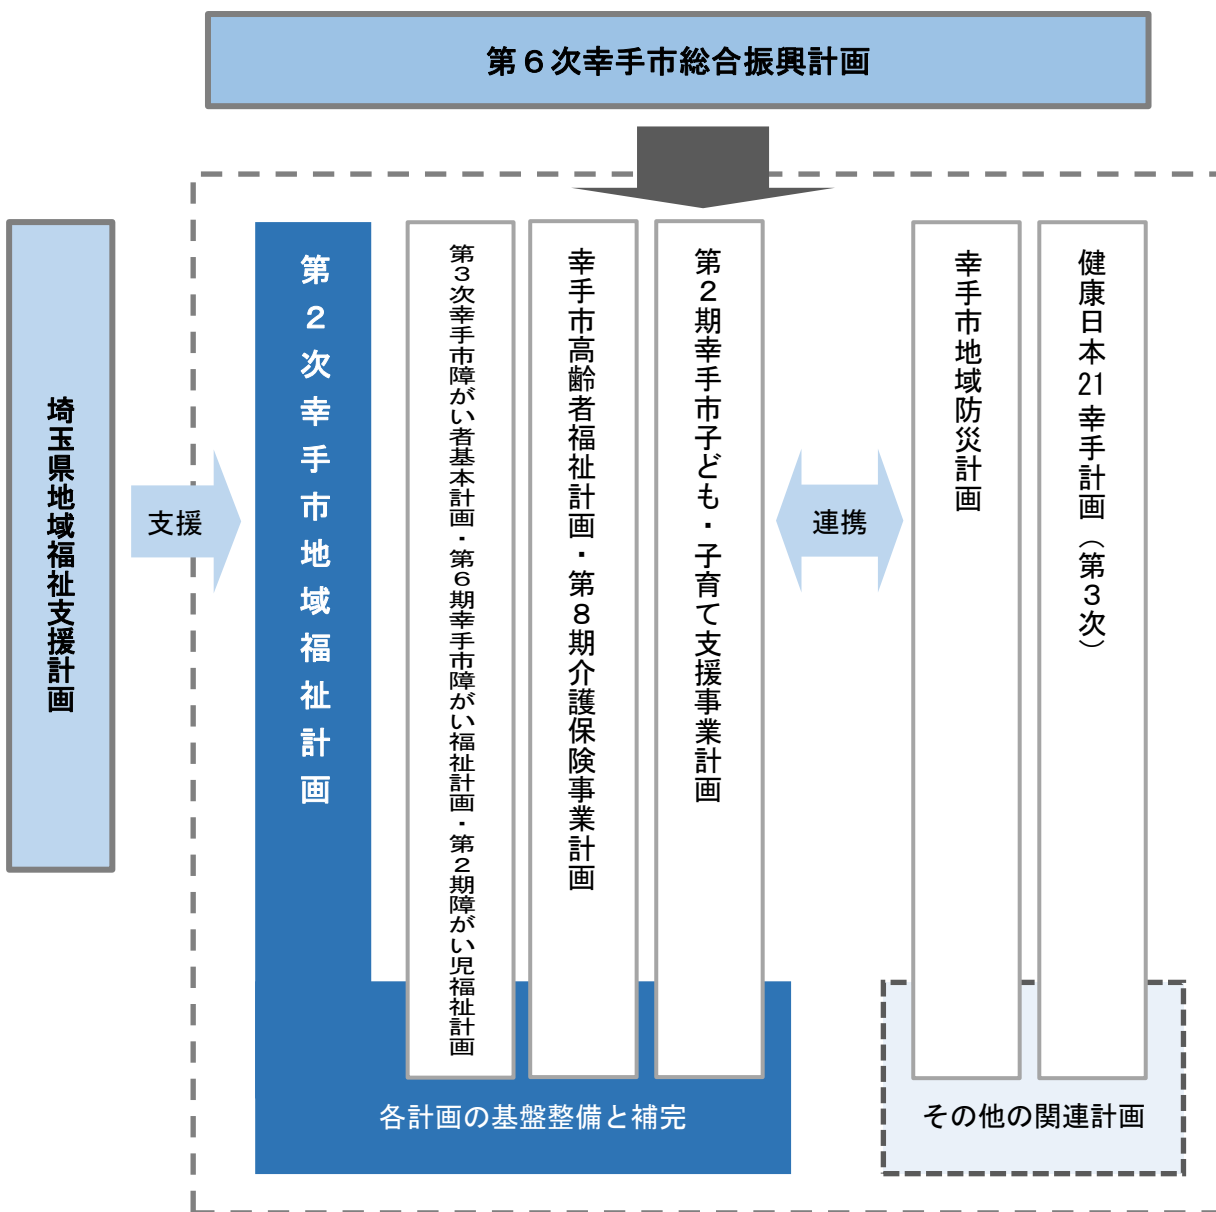 第６次幸手市総合振興計画
埼玉県地域福祉支援計画
支援
第２次幸手市地域福祉計画
第３次幸手市障がい者基本計画・第６期幸手市障がい福祉計画・第２期障がい児福祉計画
幸手市高齢者福祉計画・第８期介護保険事業計画
第２期幸手市子ども・子育て支援事業計画
連携
幸手市地域防災計画
健康日本21幸手計画（第３次）
各計画の基盤整備と補完
その他の関連計画